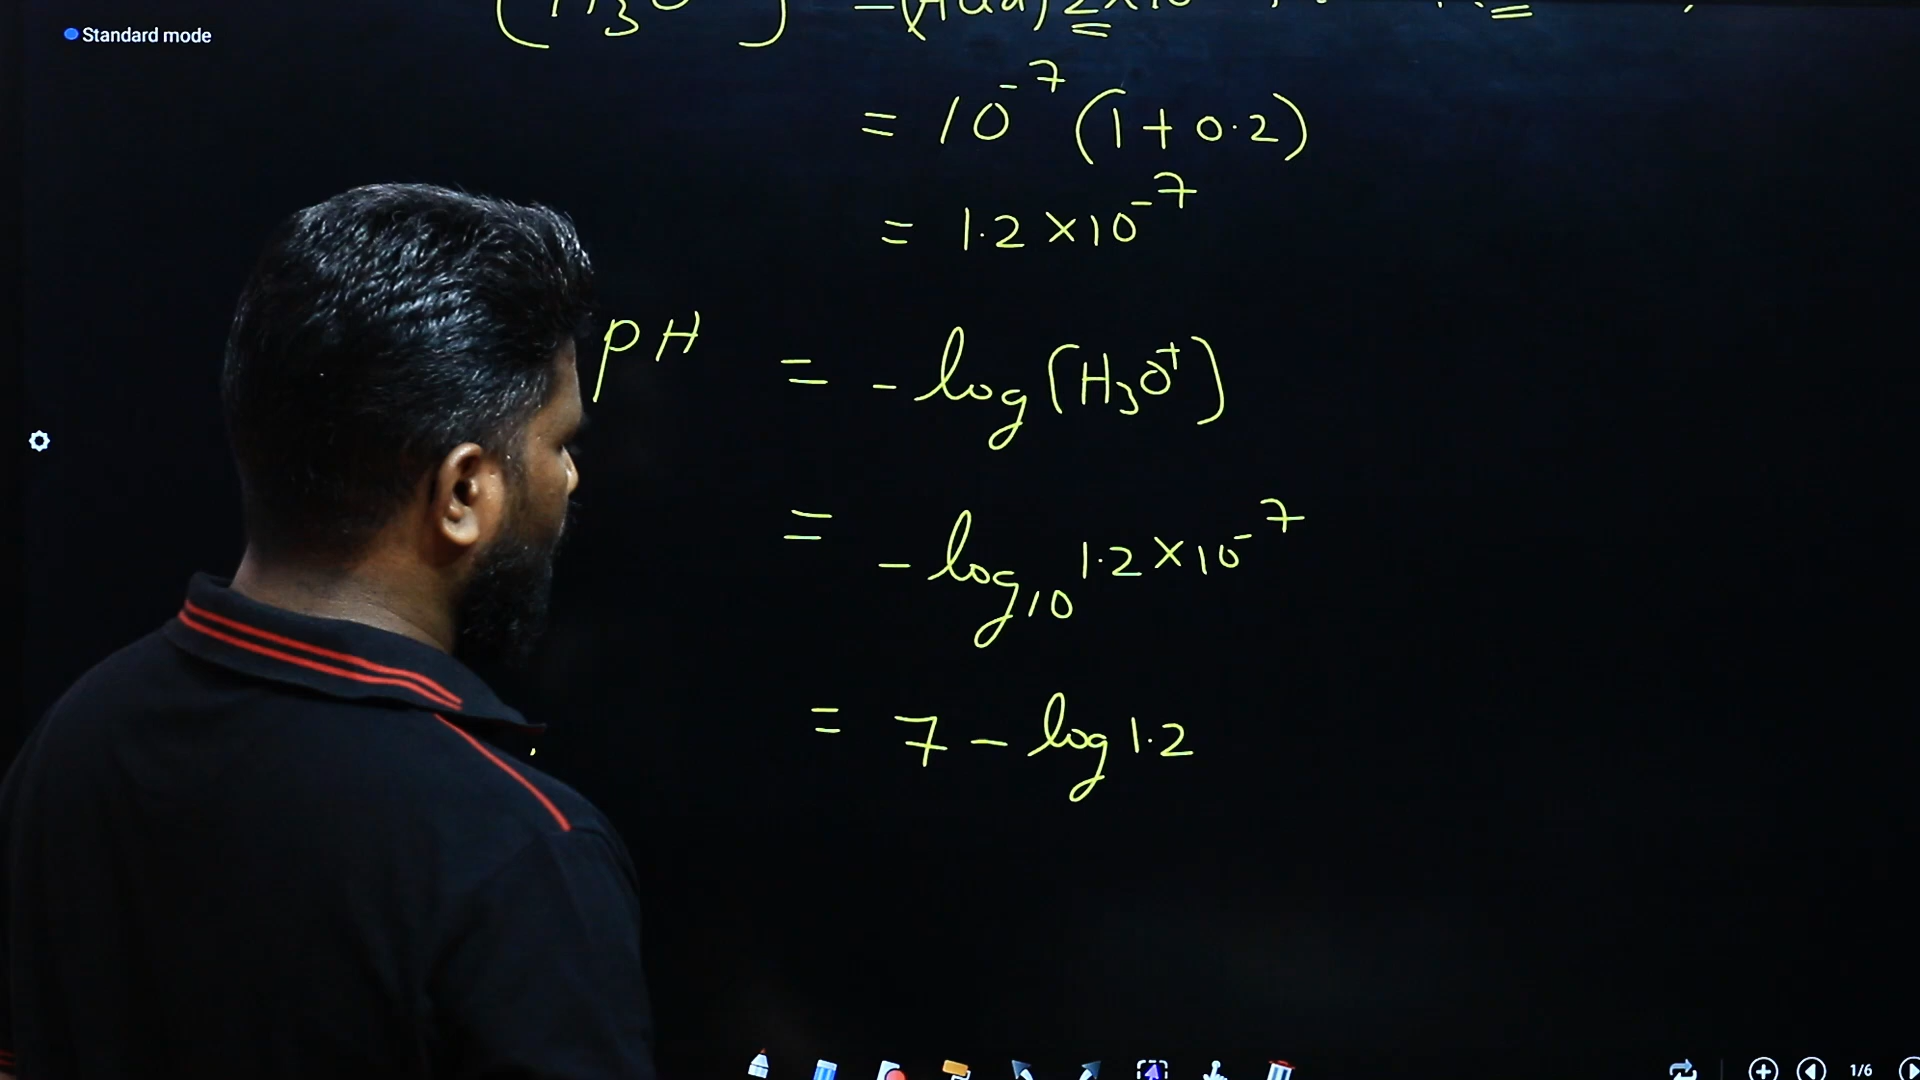 Standard mode
= 10⁻⁷ (1 + 0.2)
= 1.2 × 10⁻⁷
pH = - log [H₃O⁺]
= - log₁₀ 1.2 × 10⁻⁷
= 7 - log 1.2
1/6